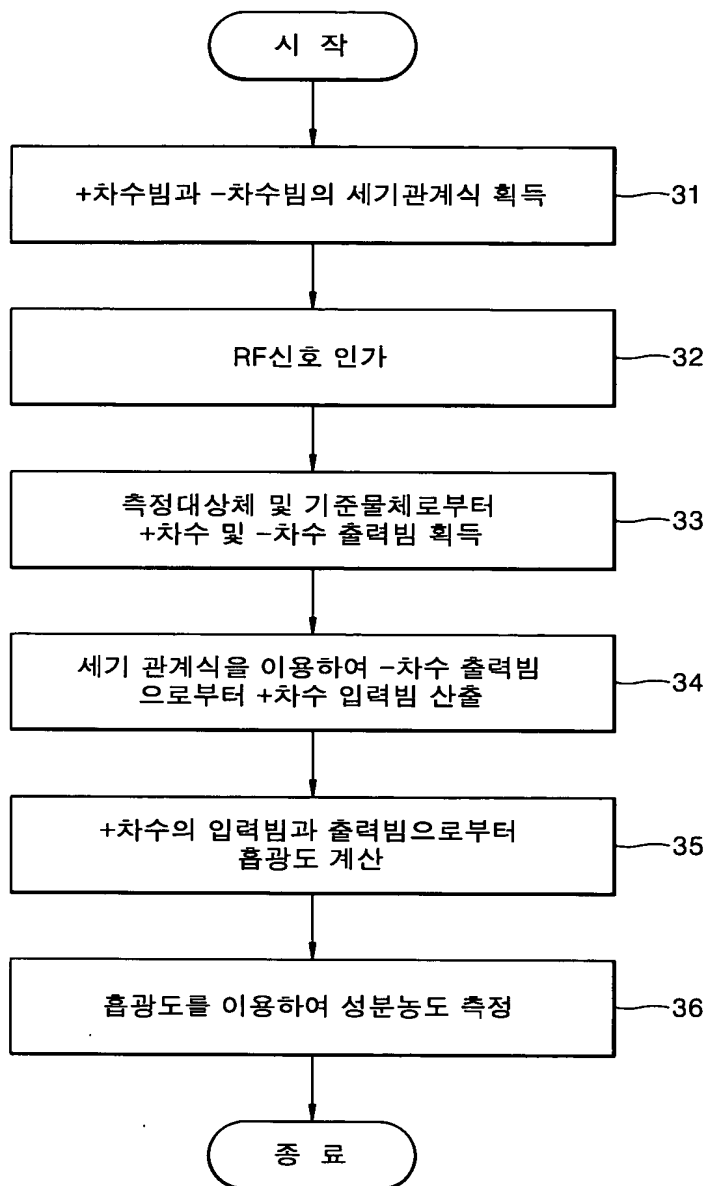 시 작
+차수빔과 -차수빔의 세기관계식 획득
31
RF신호 인가
32
측정대상체 및 기준물체로부터
+차수 및 -차수 출력빔 획득
33
세기 관계식을 이용하여 -차수 출력빔
으로부터 +차수 입력빔 산출
34
+차수의 입력빔과 출력빔으로부터
흡광도 계산
35
흡광도를 이용하여 성분농도 측정
36
종 료